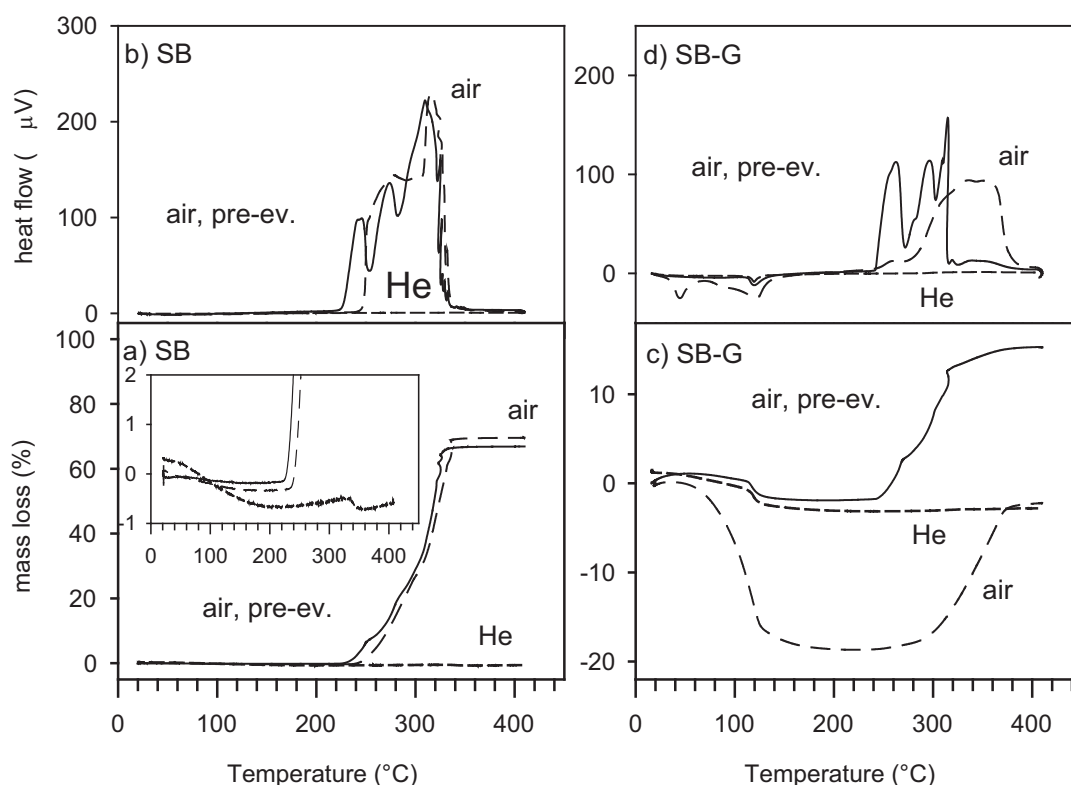 300
200
100
0
heat flow ( μV)
b) SB
air
air, pre-ev.
He
200
100
0
d) SB-G
air, pre-ev.
air
He
100
80
60
40
20
0
mass loss (%)
a) SB
2
1
0
1
0 100 200 300 400
air
air, pre-ev.
He
0 100 200 300 400
Temperature (°C)
10
0
-10
-20
c) SB-G
air, pre-ev.
He
air
0 100 200 300 400
Temperature (°C)